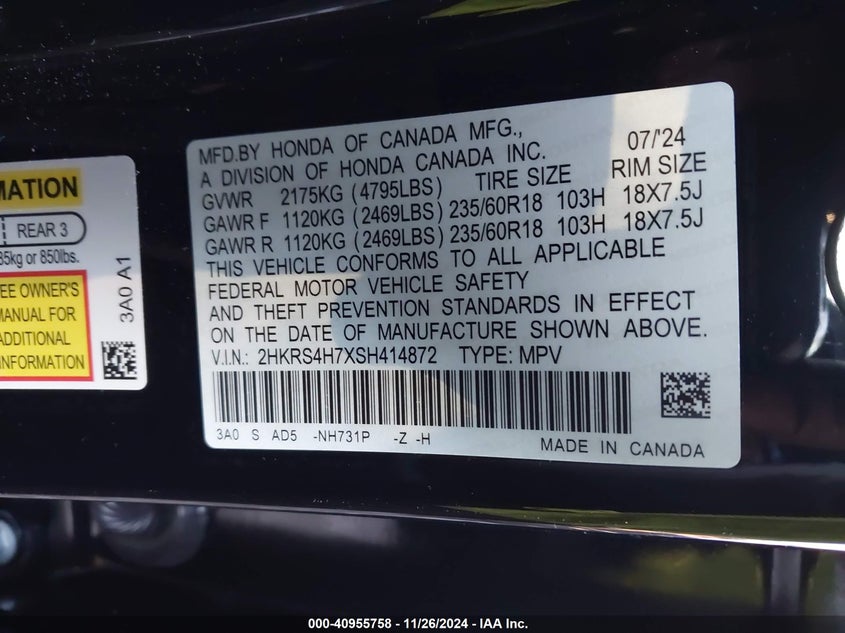 MATION
REAR 3
85kg or 850lbs.
EE OWNER'S
MANUAL FOR
ADDITIONAL
INFORMATION
3A0 A1
MFD.BY HONDA OF CANADA MFG., 07/'24
A DIVISION OF HONDA CANADA INC.
GVWR 2175KG (4795LBS) TIRE SIZE RIM SIZE
GAWR F 1120KG (2469LBS) 235/60R18 103H 18X7.5J
GAWR R 1120KG (2469LBS) 235/60R18 103H 18X7.5J
THIS VEHICLE CONFORMS TO ALL APPLICABLE
FEDERAL MOTOR VEHICLE SAFETY
AND THEFT PREVENTION STANDARDS IN EFFECT
ON THE DATE OF MANUFACTURE SHOWN ABOVE.
V.I.N.: 2HKRS4H7XSH414872 TYPE: MPV
3A0 S AD5 -NH731P -Z -H
MADE IN CANADA
000-40955758 - 11/26/2024 - IAA Inc.